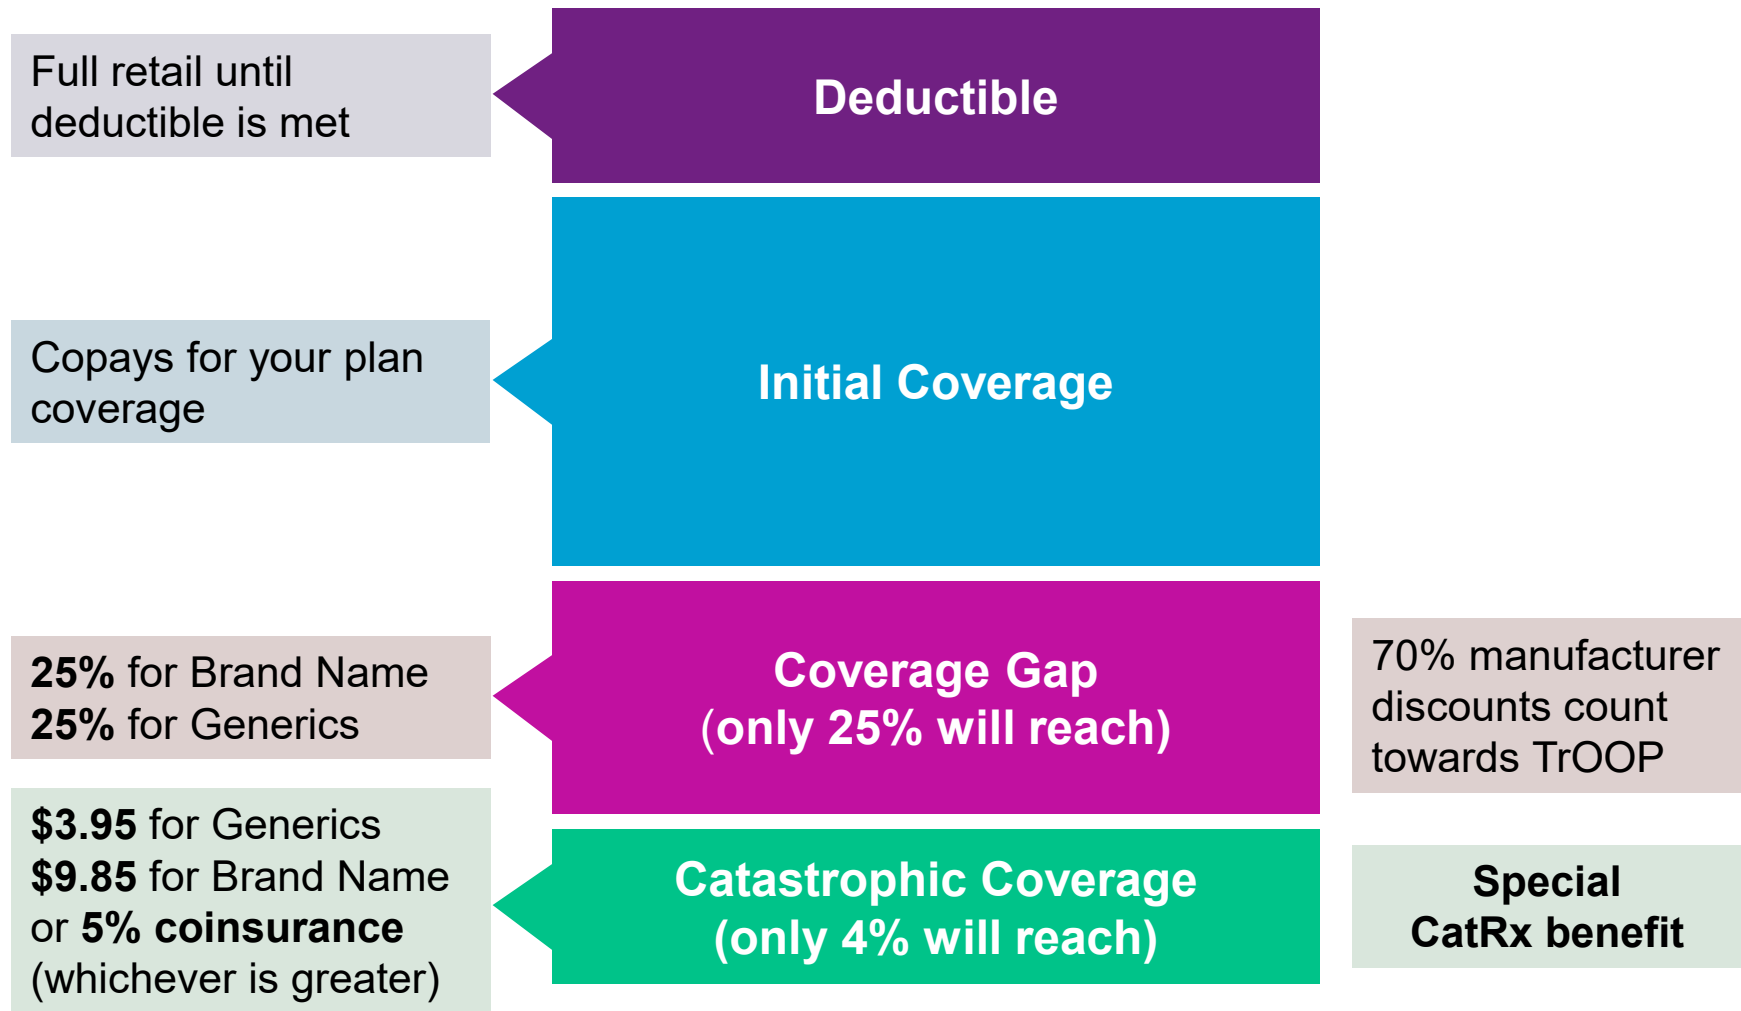 Full retail until
deductible is met
Deductible
Copays for your plan
coverage
Initial Coverage
25% for Brand Name
25% for Generics
Coverage Gap
(only 25% will reach)
70% manufacturer
discounts count
towards TrOOP
$3.95 for Generics
$9.85 for Brand Name
or 5% coinsurance
(whichever is greater)
Catastrophic Coverage
(only 4% will reach)
Special
CatRx benefit